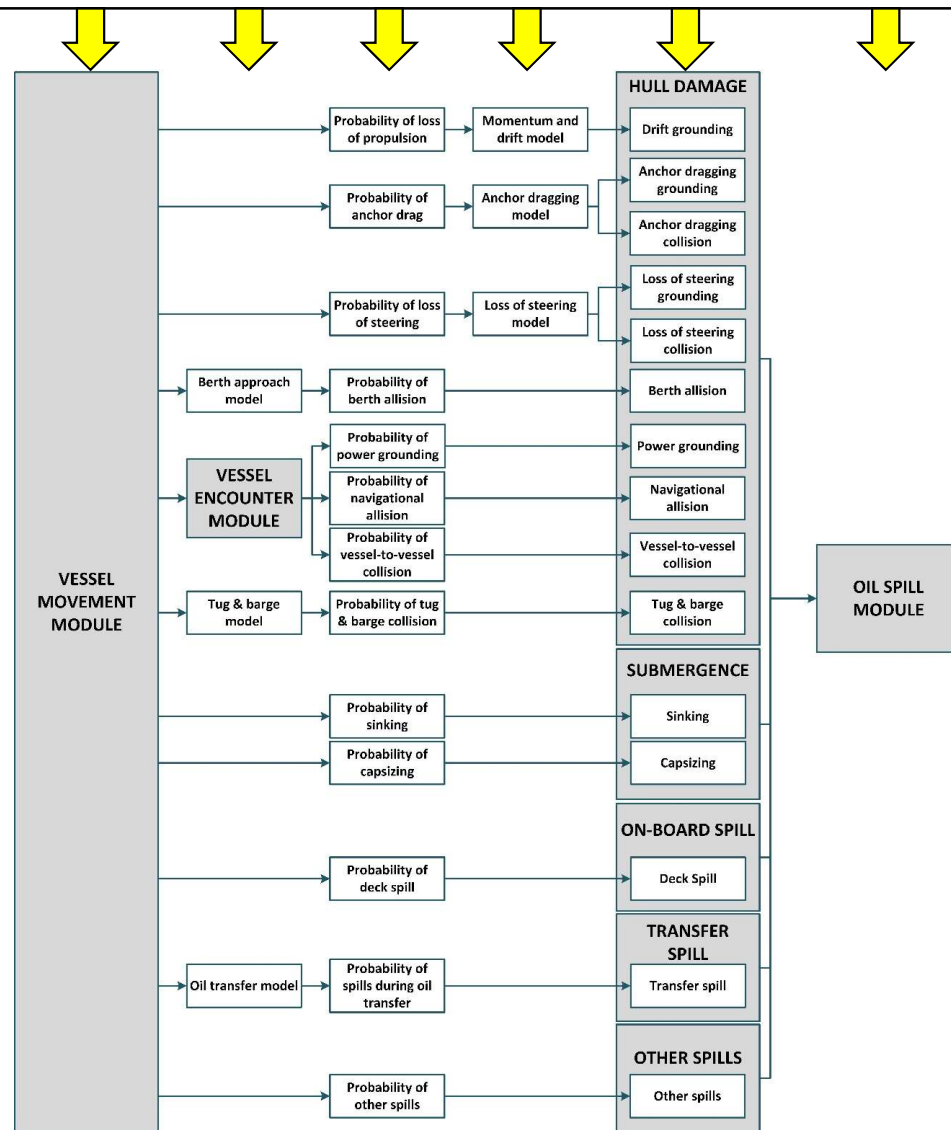 HULL DAMAGE
Probability of loss
of propulsion
Momentum and
drift model
Drift grounding
Anchor dragging
grounding
Probability of
anchor drag
Anchor dragging
model
Anchor dragging
collision
Loss of steering
grounding
Probability of loss
of steering
Loss of steering
model
Loss of steering
collision
Berth approach
model
Probability of
berth allision
Berth allision
Probability of
power grounding
Power grounding
VESSEL
ENCOUNTER
MODULE
Probability of
navigational
allision
Navigational
allision
Probability of
vessel-to-vessel
collision
Vessel-to-vessel
collision
VESSEL
MOVEMENT
MODULE
OIL SPILL
MODULE
Tug & barge
model
Probability of tug
& barge collision
Tug & barge
collision
SUBMERGENCE
Probability of
sinking
Sinking
Probability of
capsizing
Capsizing
ON-BOARD SPILL
Probability of
deck spill
Deck Spill
TRANSFER
SPILL
Oil transfer model
Probability of
spills during oil
transfer
Transfer spill
OTHER SPILLS
Probability of
other spills
Other spills